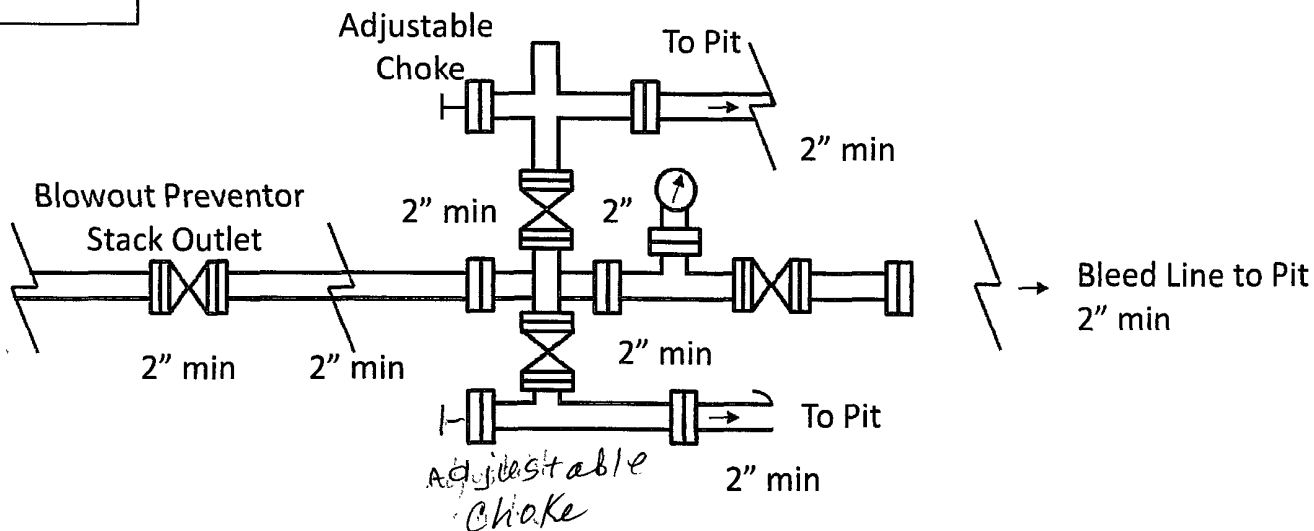 Adjustable
Choke
To Pit
2” min
Blowout Preventor
Stack Outlet
2” min
2”
Bleed Line to Pit
2” min
2” min
2” min
2” min
To Pit
Adjustable
Choke
2” min